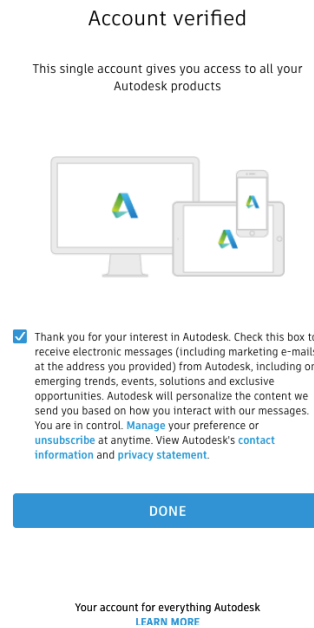 Account verified
This single account gives you access to all your
Autodesk products
Thank you for your interest in Autodesk. Check this box to
receive electronic messages (including marketing e-mails
at the address you provided) from Autodesk, including on
emerging trends, events, solutions and exclusive
opportunities. Autodesk will personalize the content we
send you based on how you interact with our messages.
You are in control. Manage your preference or
unsubscribe at anytime. View Autodesk's contact
information and privacy statement.
DONE
Your account for everything Autodesk
LEARN MORE